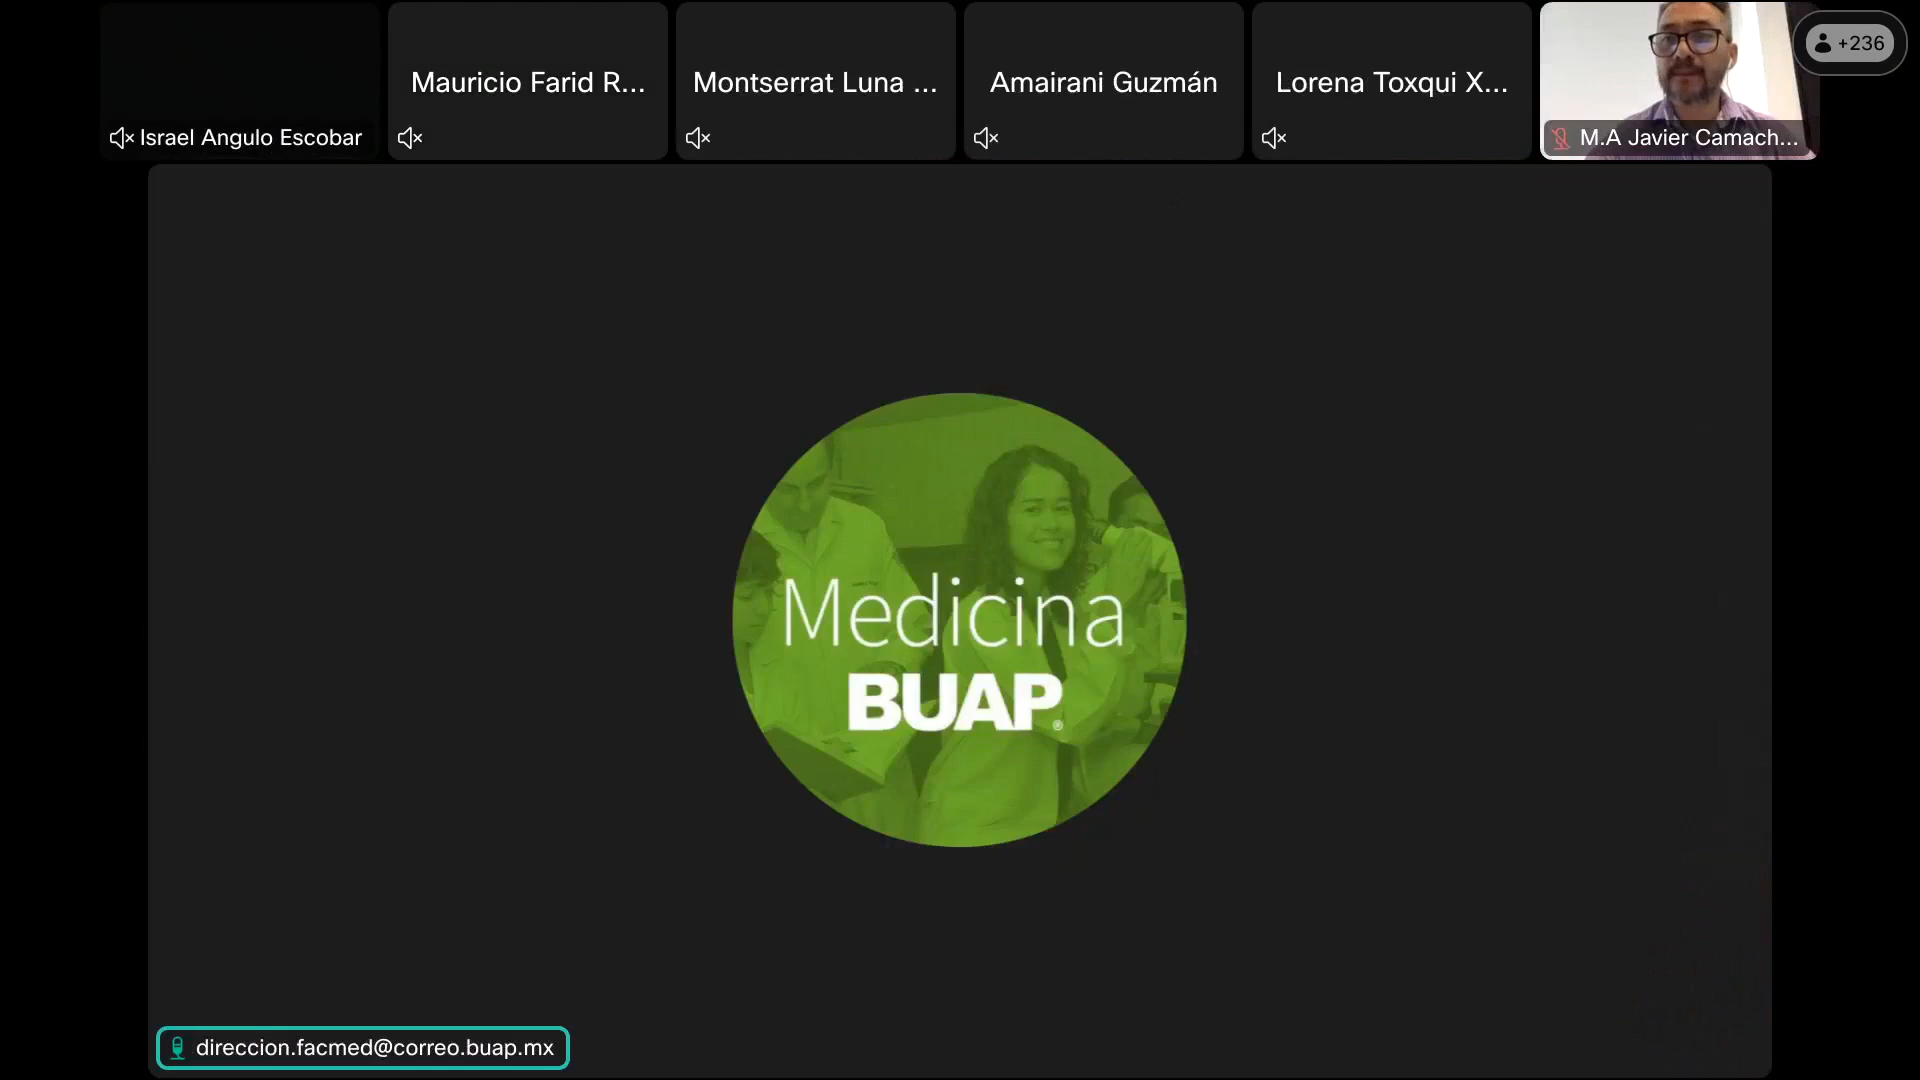 Israel Angulo Escobar
Mauricio Farid R...
Montserrat Luna ...
Amairani Guzmán
Lorena Toxqui X...
M.A Javier Camach...
+236
Medicina
BUAP®
direccion.facmed@correo.buap.mx